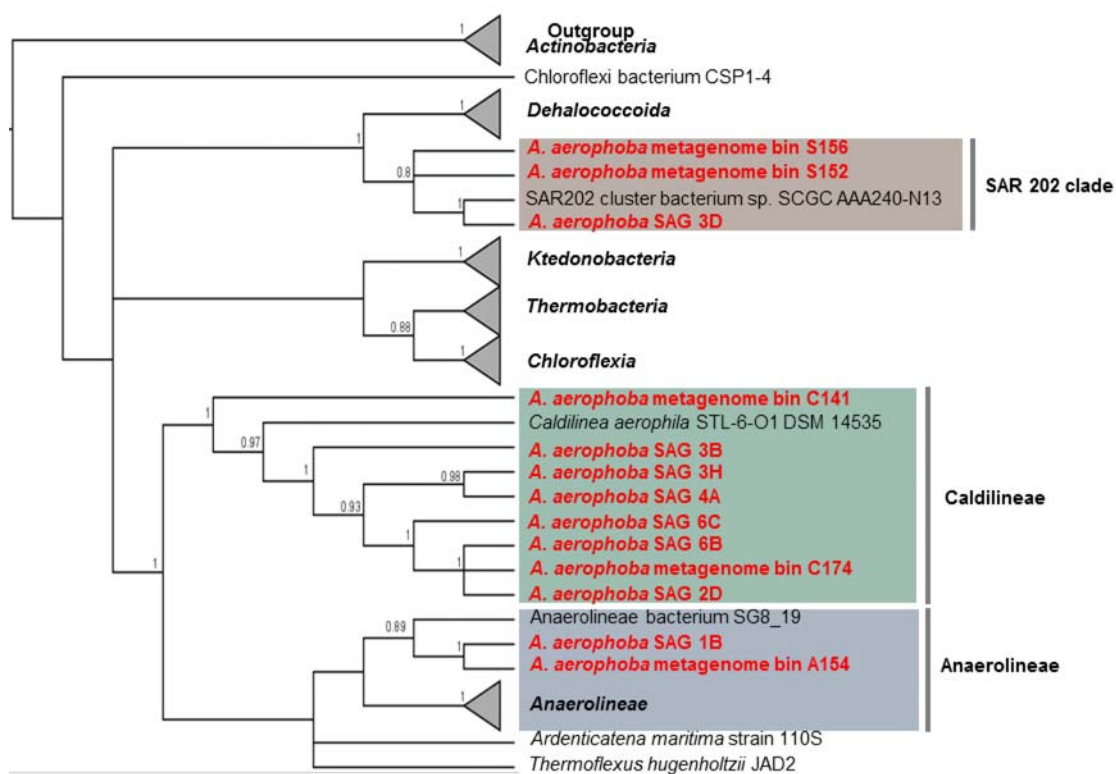 1
Outgroup
Actinobacteria
Chloroflexi bacterium CSP1-4
1
Dehalococcoida
1
A. aerophoba metagenome bin S156
0.8
A. aerophoba metagenome bin S152
SAR 202 clade
SAR202 cluster bacterium sp. SCGC AAA240-N13
1
A. aerophoba SAG 3D
1
Ktedonobacteria
Thermobacteria
0.88
1
Chloroflexia
A. aerophoba metagenome bin C141
1
Caldilinea aerophila STL-6-O1 DSM 14535
0.97
A. aerophoba SAG 3B
1
A. aerophoba SAG 3H
0.98
A. aerophoba SAG 4A
Caldilineae
0.93
A. aerophoba SAG 6C
1
A. aerophoba SAG 6B
1
A. aerophoba metagenome bin C174
1
A. aerophoba SAG 2D
Anaerolineae bacterium SG8_19
0.89
A. aerophoba SAG 1B
1
A. aerophoba metagenome bin A154
Anaerolineae
1
Anaerolineae
Ardenticatena maritima strain 110S
Thermoflexus hugenholtzii JAD2